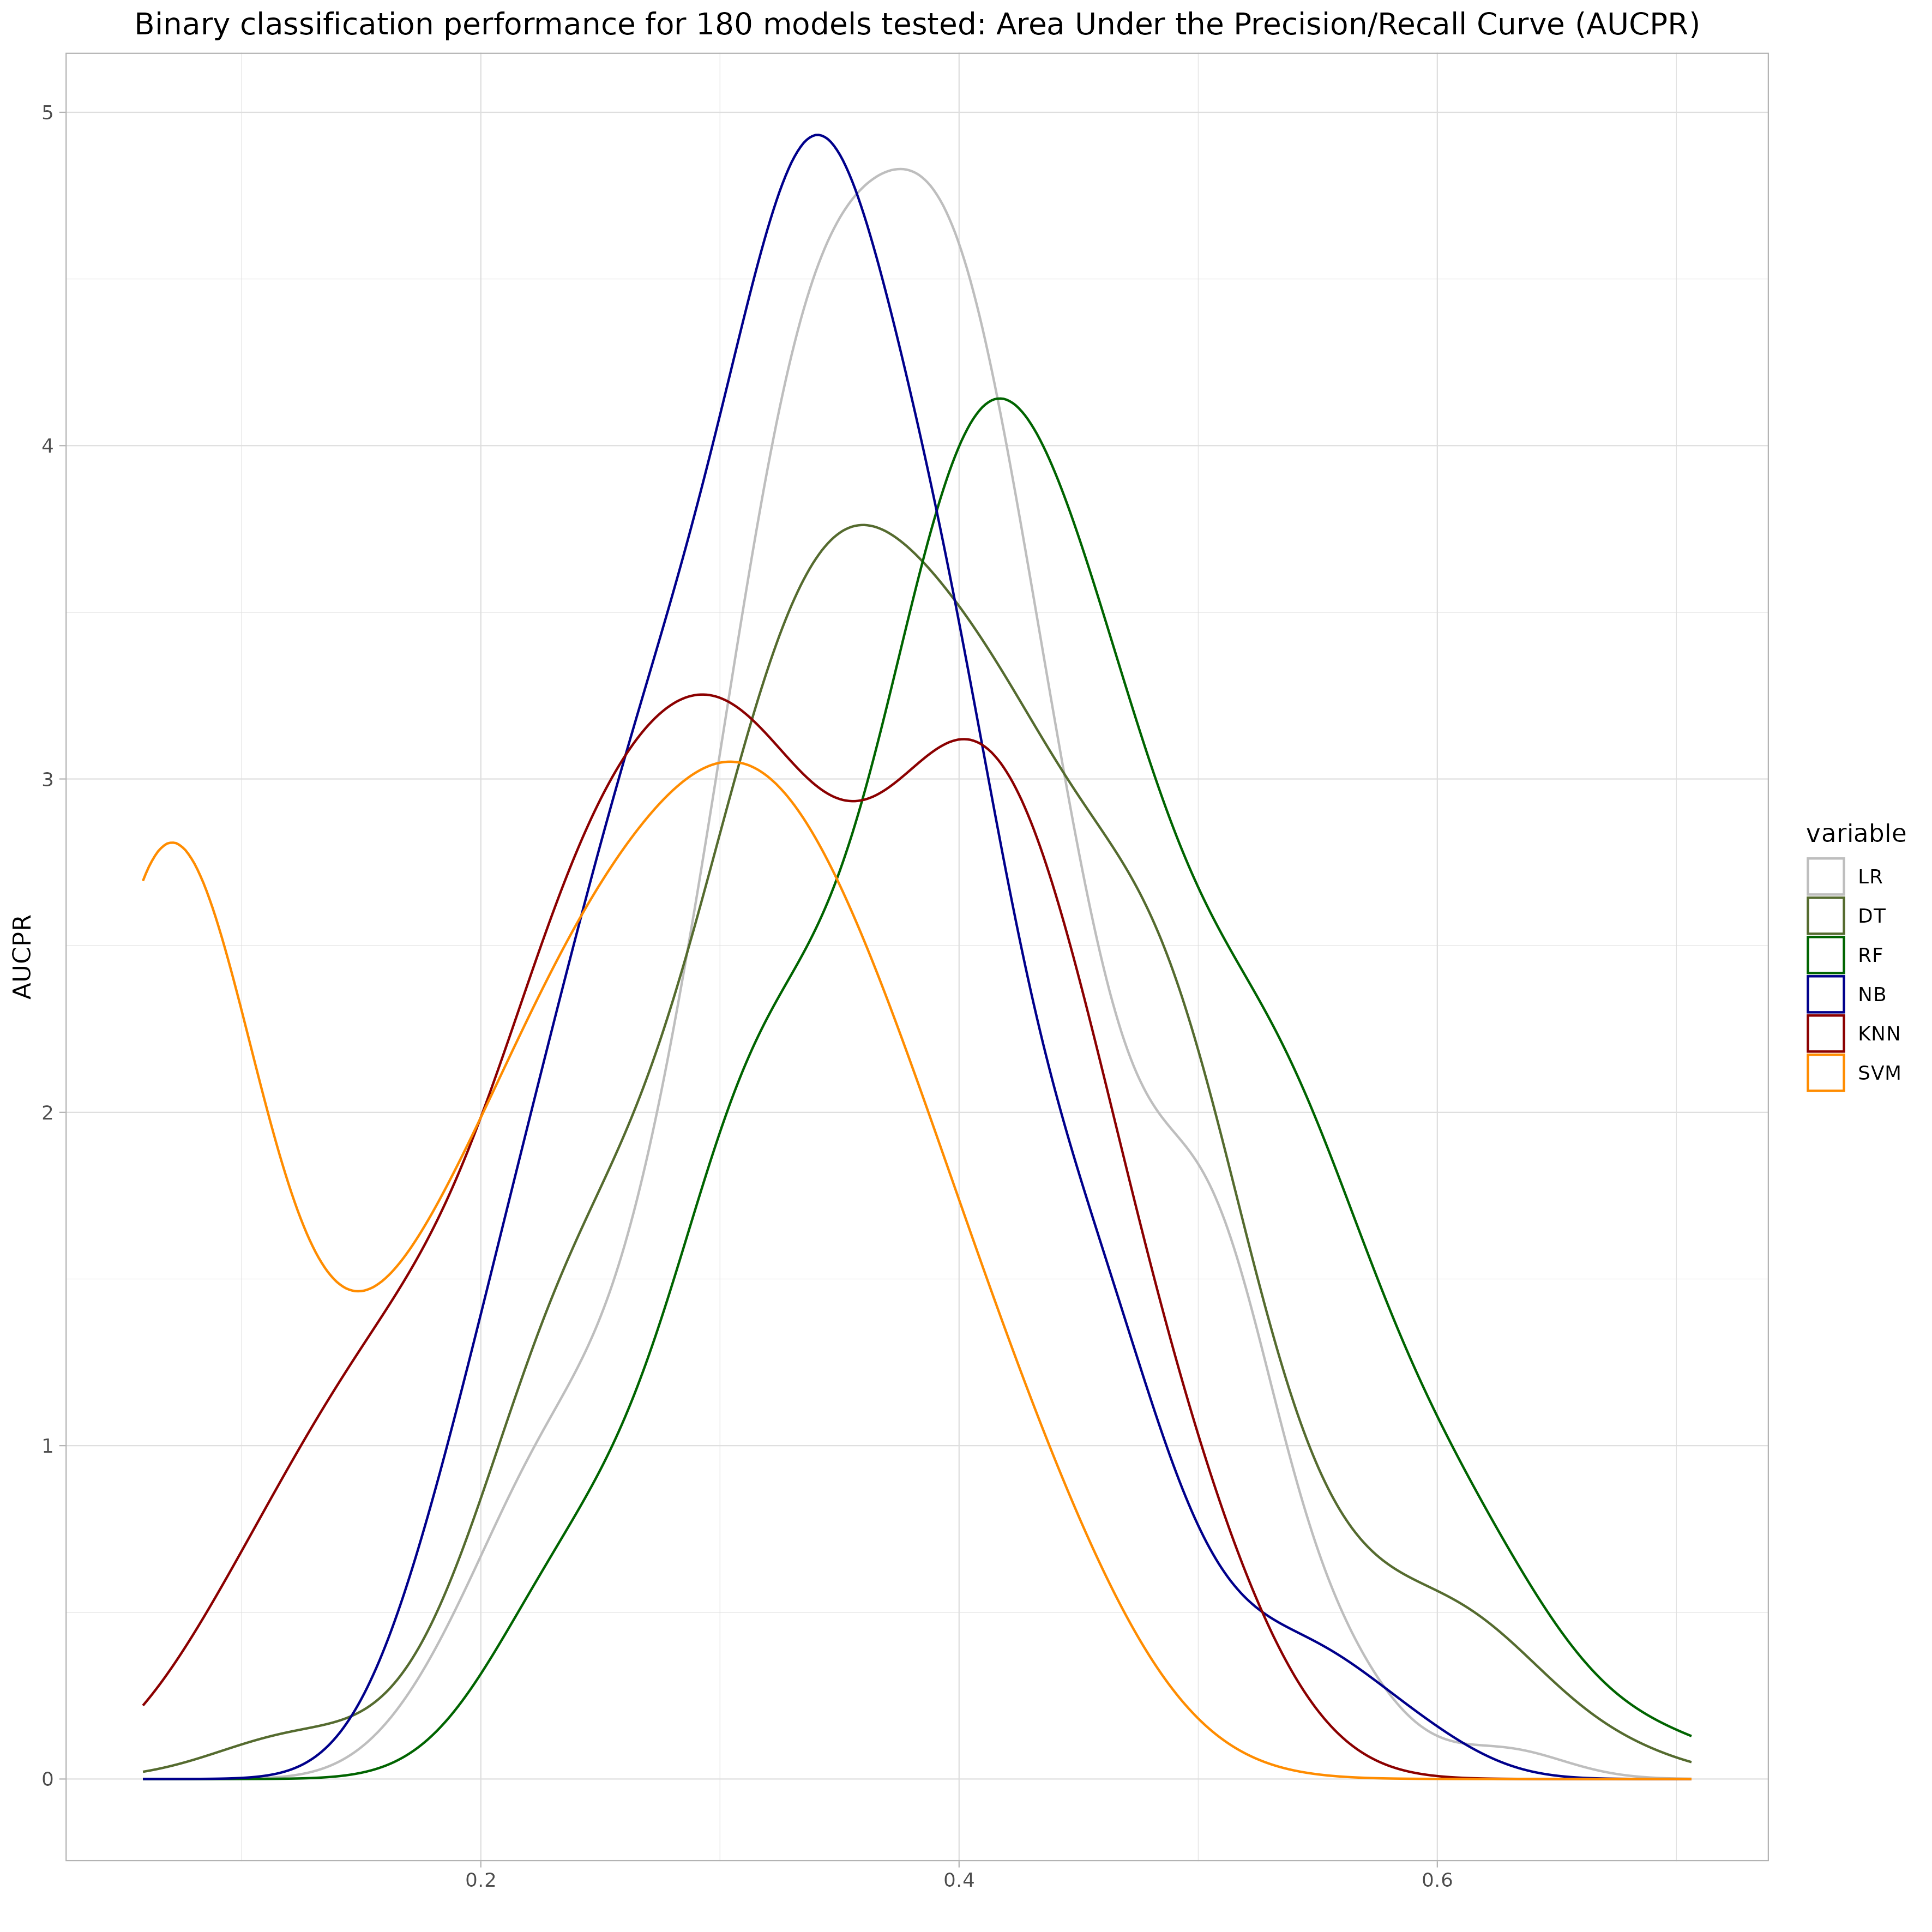 Binary classification performance for 180 models tested: Area Under the Precision/Recall Curve (AUCPR)
5
4
3
2
1
0
AUCPR
0.2 0.4 0.6
variable
LR
DT
RF
NB
KNN
SVM